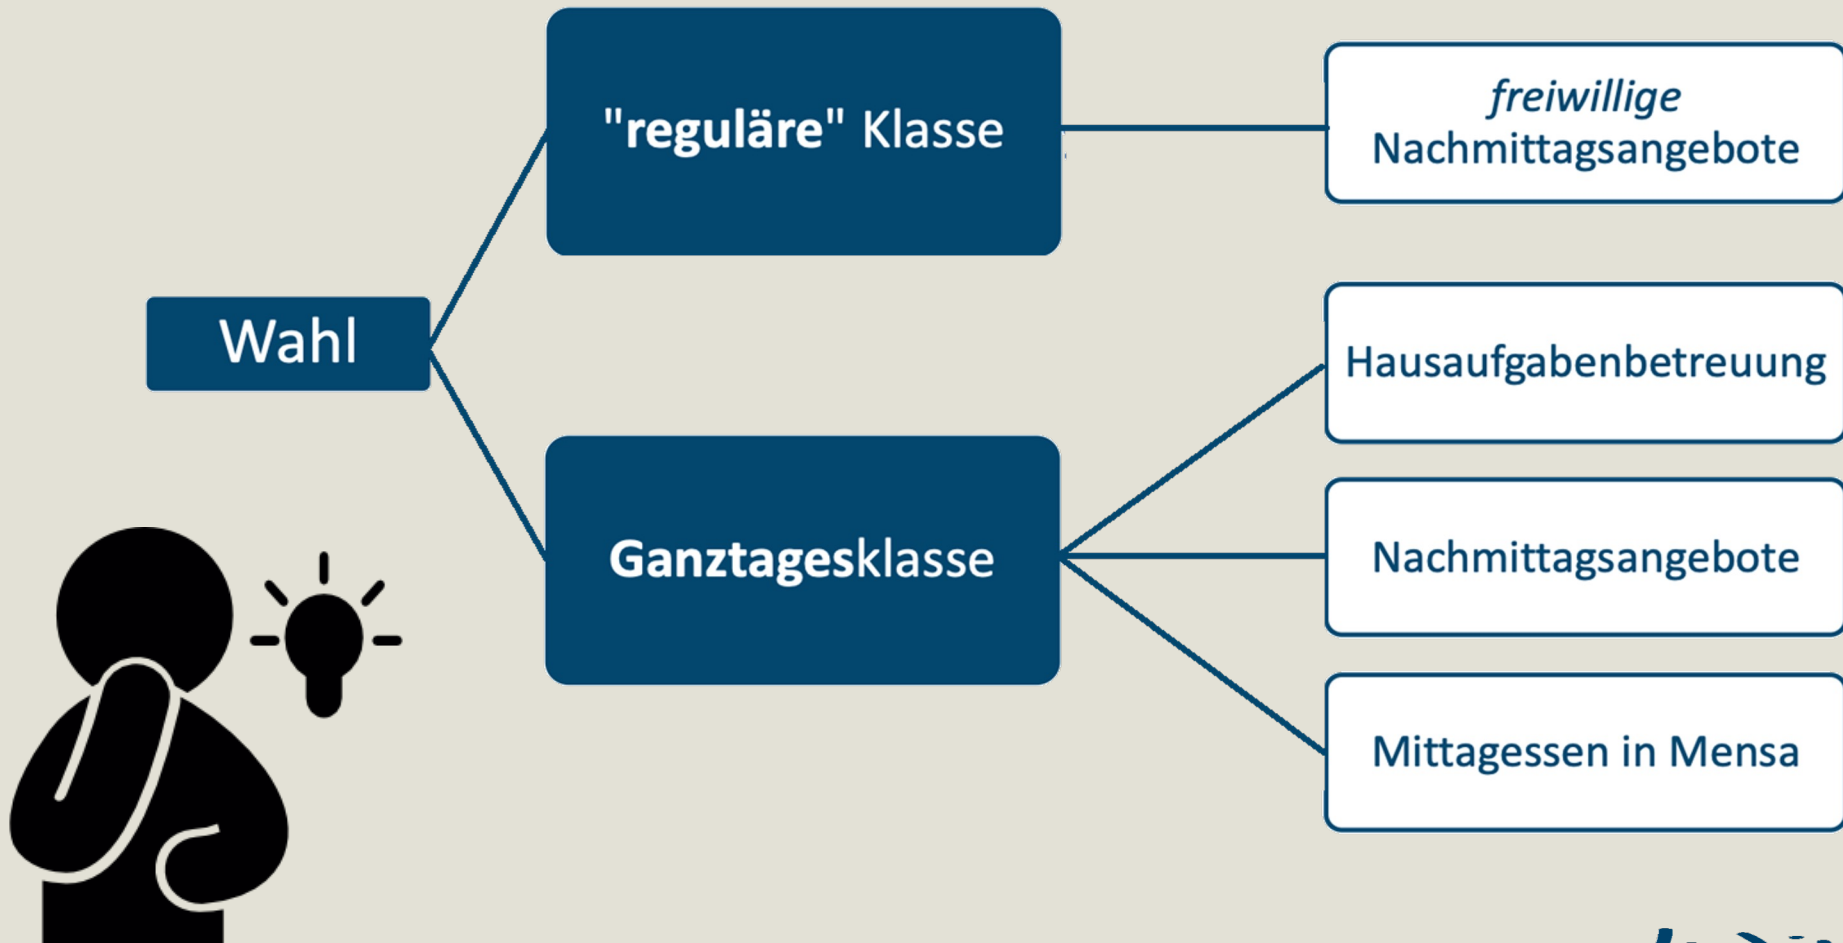 "reguläre" Klasse
freiwillige
Nachmittagsangebote
Wahl
Hausaufgabenbetreuung
Ganztagesklasse
Nachmittagsangebote
Mittagessen in Mensa